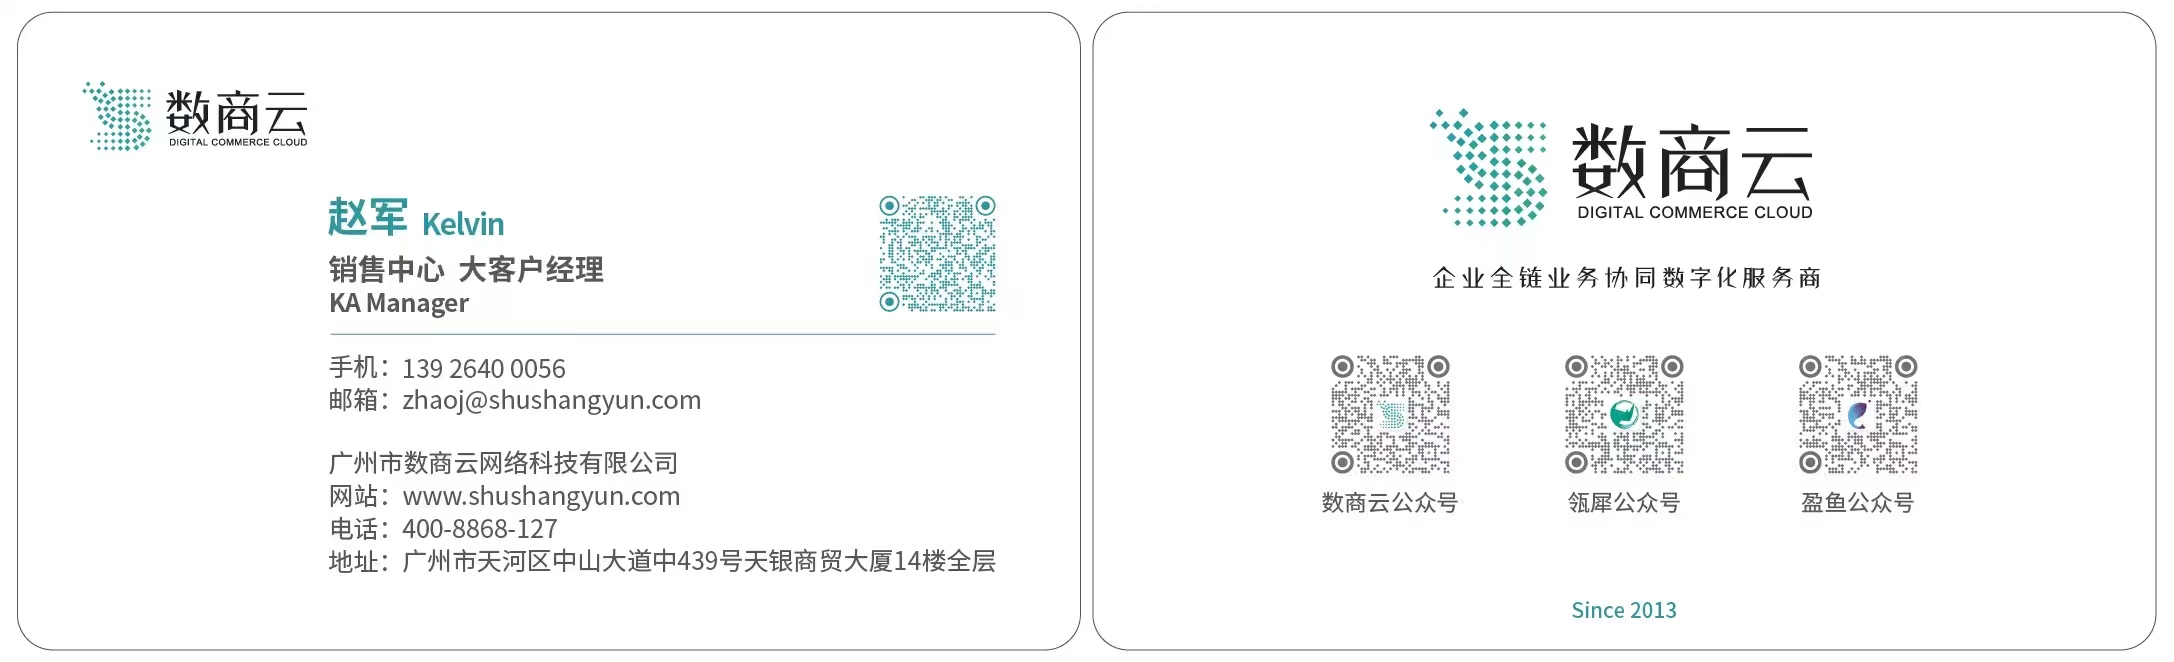 数商云
DIGITAL COMMERCE CLOUD
赵军 Kelvin
销售中心 大客户经理
KA Manager
手机：139 2640 0056
邮箱：zhaoj@shushangyun.com
广州市数商云网络科技有限公司
网站：www.shushangyun.com
电话：400-8868-127
地址：广州市天河区中山大道中439号天银商贸大厦14楼全层
数商云
DIGITAL COMMERCE CLOUD
企业全链业务协同数字化服务商
数商云公众号
瓴犀公众号
盈鱼公众号
Since 2013